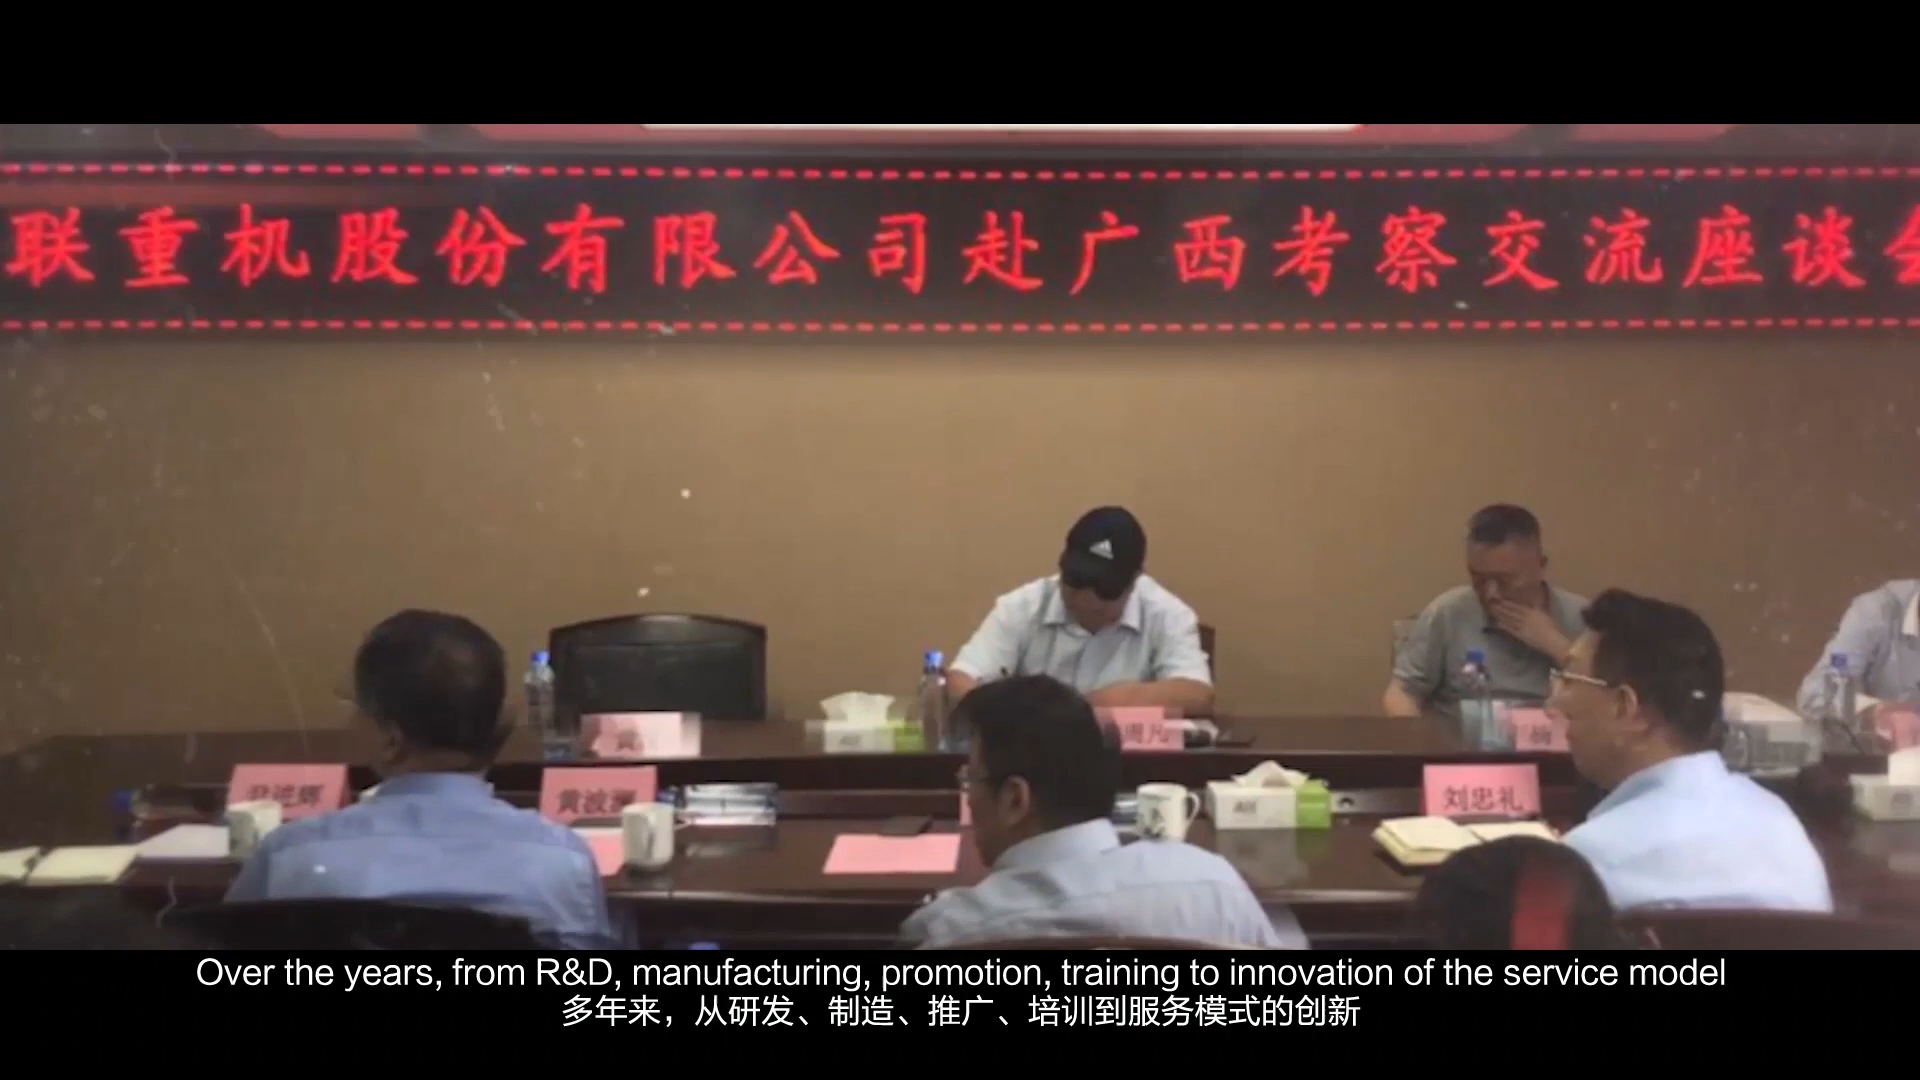 联重机股份有限公司赴广西考察交流座谈会
刘忠礼
Over the years, from R&D, manufacturing, promotion, training to innovation of the service model
多年来，从研发、制造、推广、培训到服务模式的创新